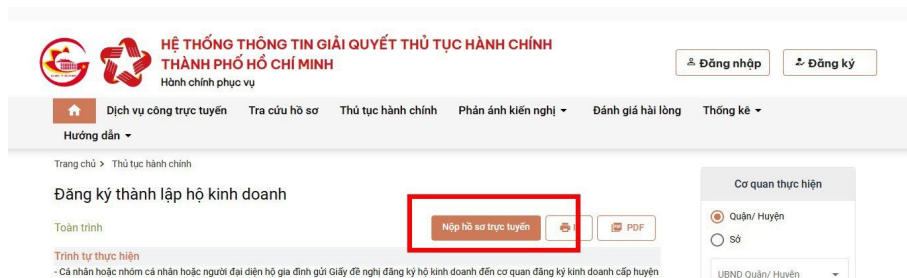 HỆ THỐNG THÔNG TIN GIẢI QUYẾT THỦ TỤC HÀNH CHÍNH
THÀNH PHỐ HỒ CHÍ MINH
Hành chính phục vụ
Đăng nhập
Đăng ký
Dịch vụ công trực tuyến
Tra cứu hồ sơ
Thủ tục hành chính
Phản ánh kiến nghị
Đánh giá hài lòng
Thống kê
Hướng dẫn
Trang chủ > Thủ tục hành chính
Đăng ký thành lập hộ kinh doanh
Toàn trình
Nộp hồ sơ trực tuyến
PDF
Trình tự thực hiện
- Cá nhân hoặc nhóm cá nhân hoặc người đại diện hộ gia đình gửi Giấy đề nghị đăng ký hộ kinh doanh đến cơ quan đăng ký kinh doanh cấp huyện
Cơ quan thực hiện
Quận/ Huyện
Sở
UBND Quận/ Huyện